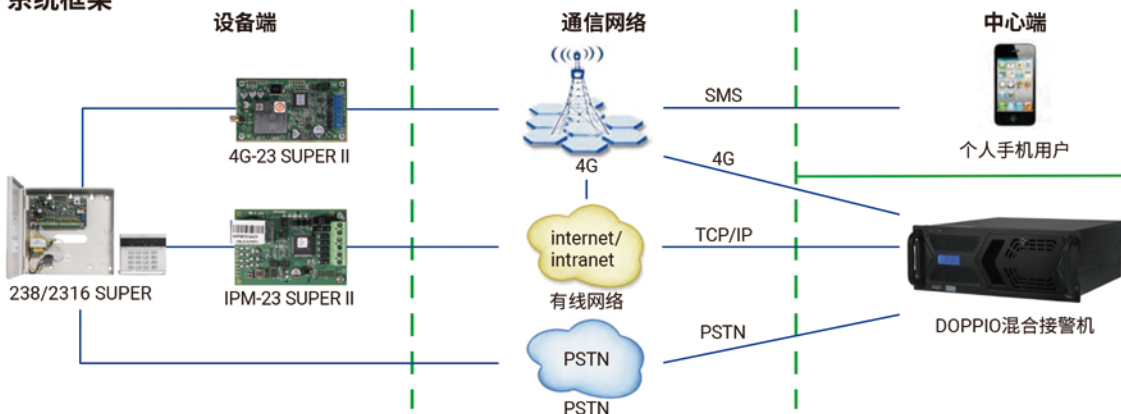 系统框架
设备端
通信网络
中心端
SMS
4G-23 SUPER II
4G
4G
个人手机用户
internet/
intranet
TCP/IP
238/2316 SUPER
IPM-23 SUPER II
有线网络
DOPPIO混合接警机
PSTN
PSTN
PSTN